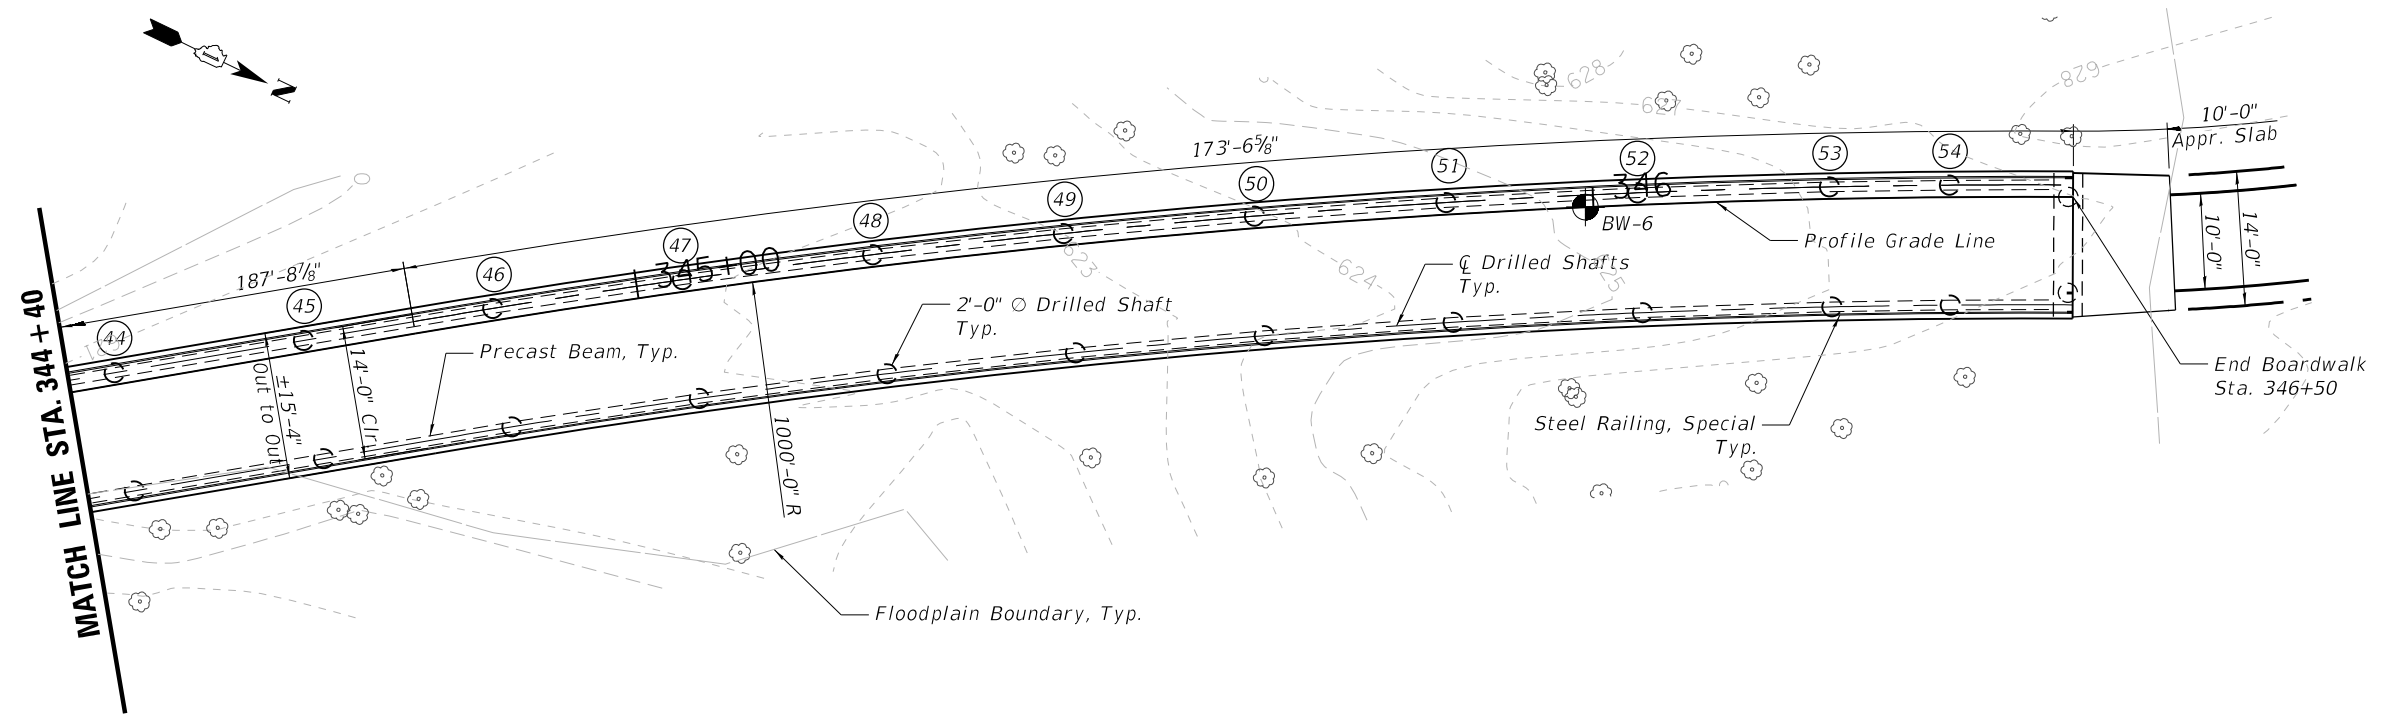 N
MATCH LINE STA. 344+40
187'-8⅞"
173'-6⅝"
10'-0"
Appr. Slab
44
45
46
47
48
49
50
51
52
53
54
345+00
346
BW-6
628
627
628
623
624
625
Profile Grade Line
℄ Drilled Shafts
Typ.
2'-0" ∅ Drilled Shaft
Typ.
Precast Beam, Typ.
±15'-4"
Out to Out
14'-0" Clr.
1000'-0" R
10'-0"
14'-0"
End Boardwalk
Sta. 346+50
Steel Railing, Special
Typ.
Floodplain Boundary, Typ.